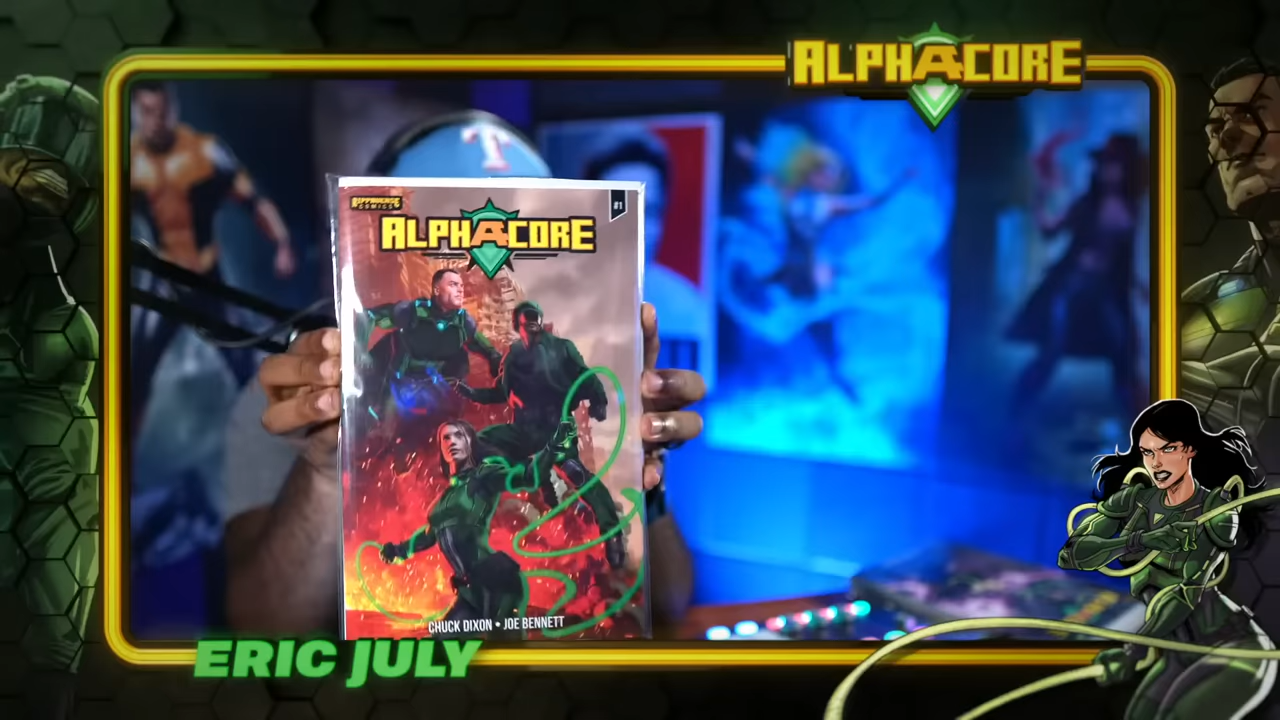 ALPHACORE
T
RIPPAVERSE
COMICS
#1
ALPHACORE
CHUCK DIXON • JOE BENNETT
ERIC JULY